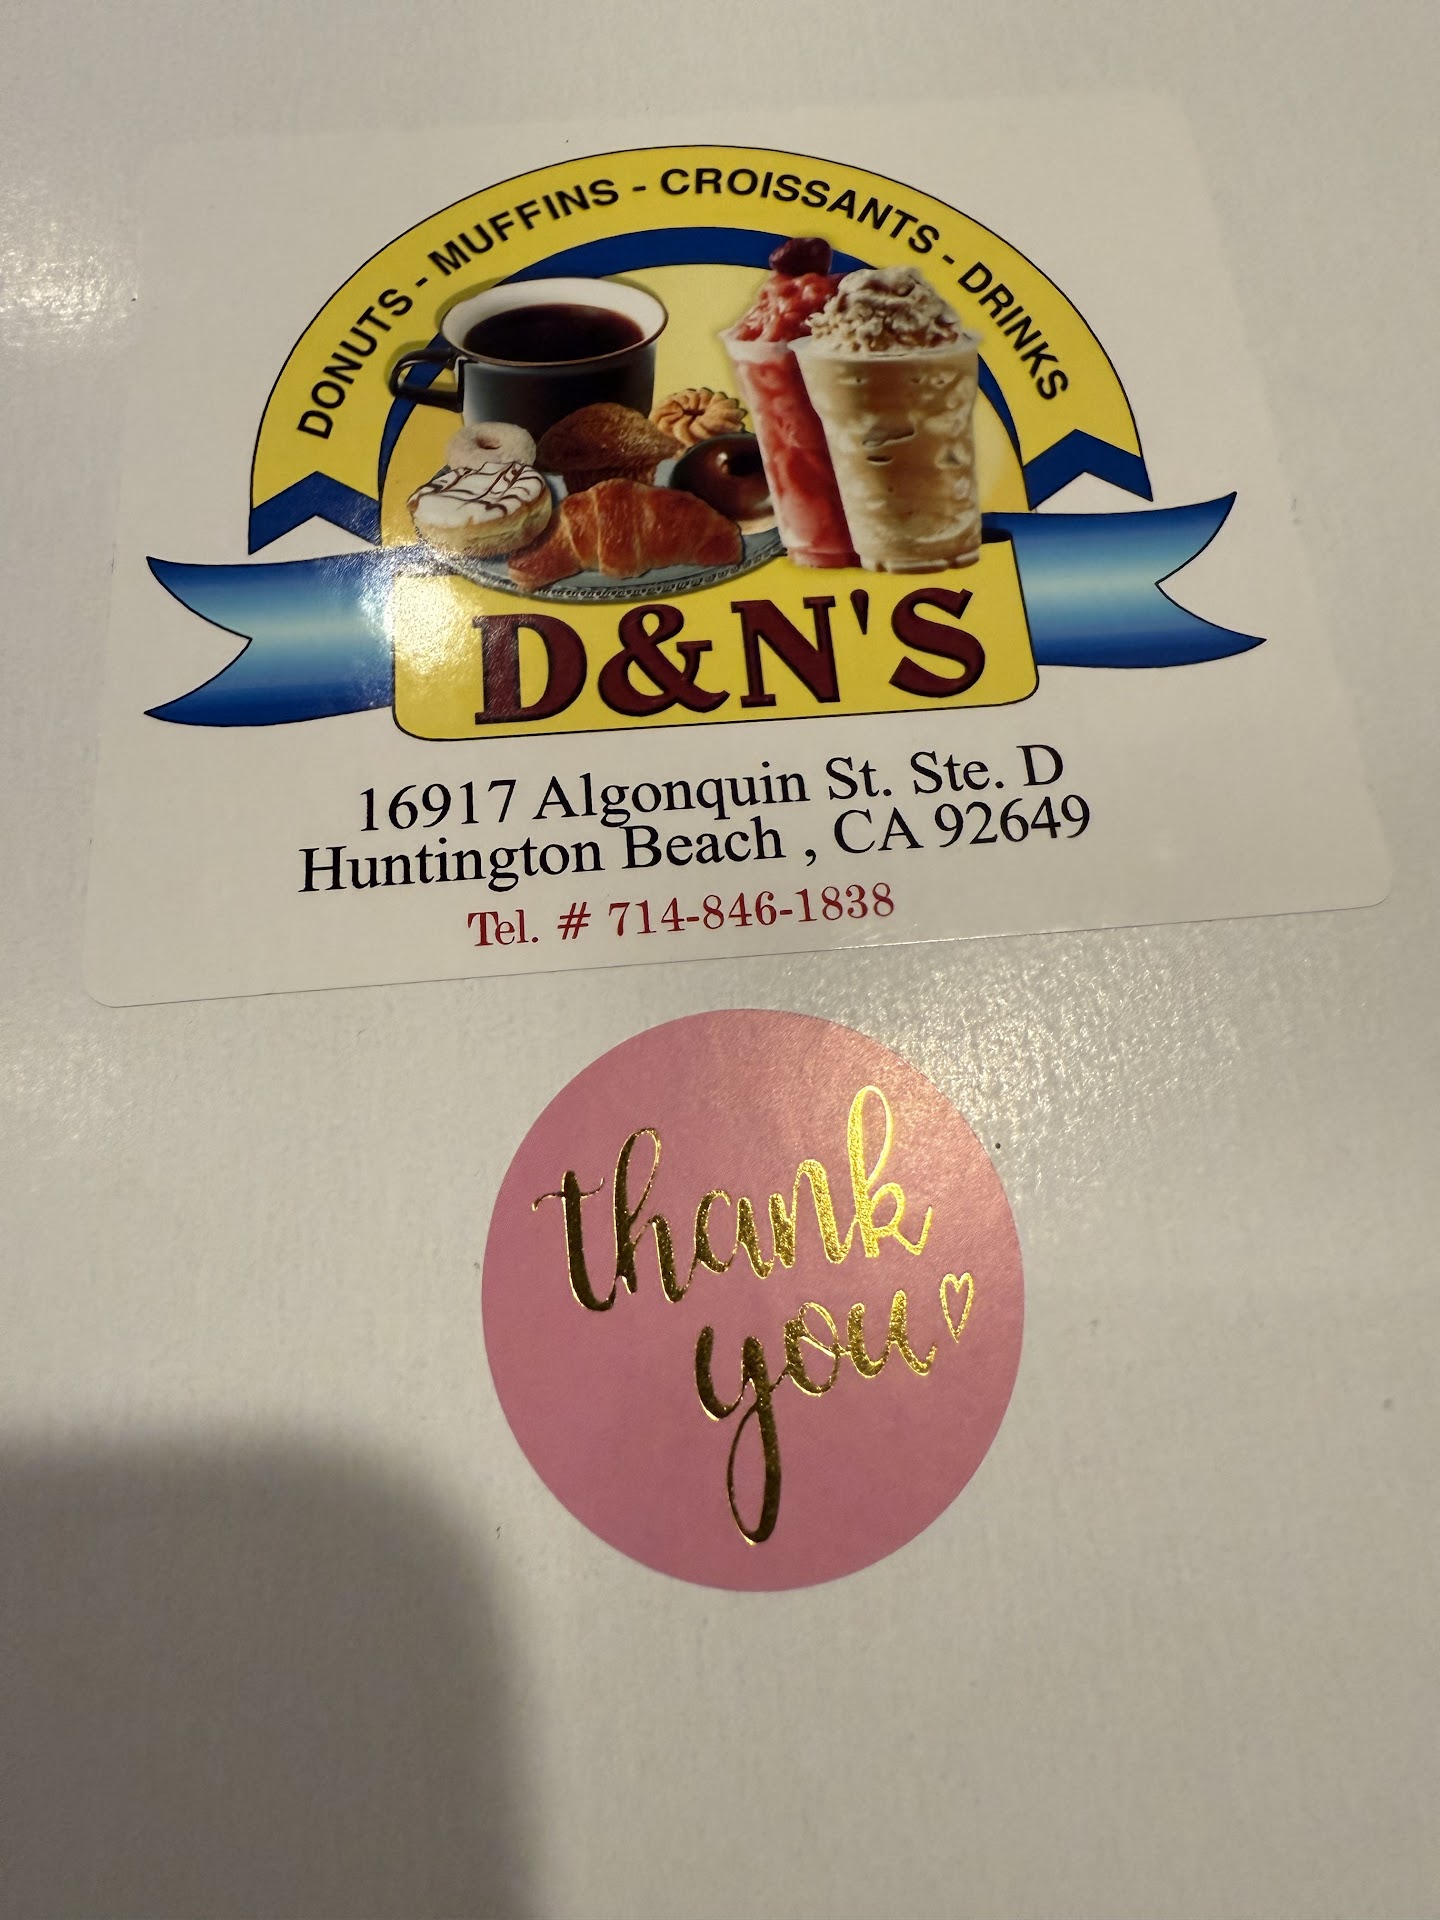 DONUTS - MUFFINS - CROISSANTS - DRINKS
D&N'S
16917 Algonquin St. Ste. D
Huntington Beach , CA 92649
Tel. # 714-846-1838
thank
you